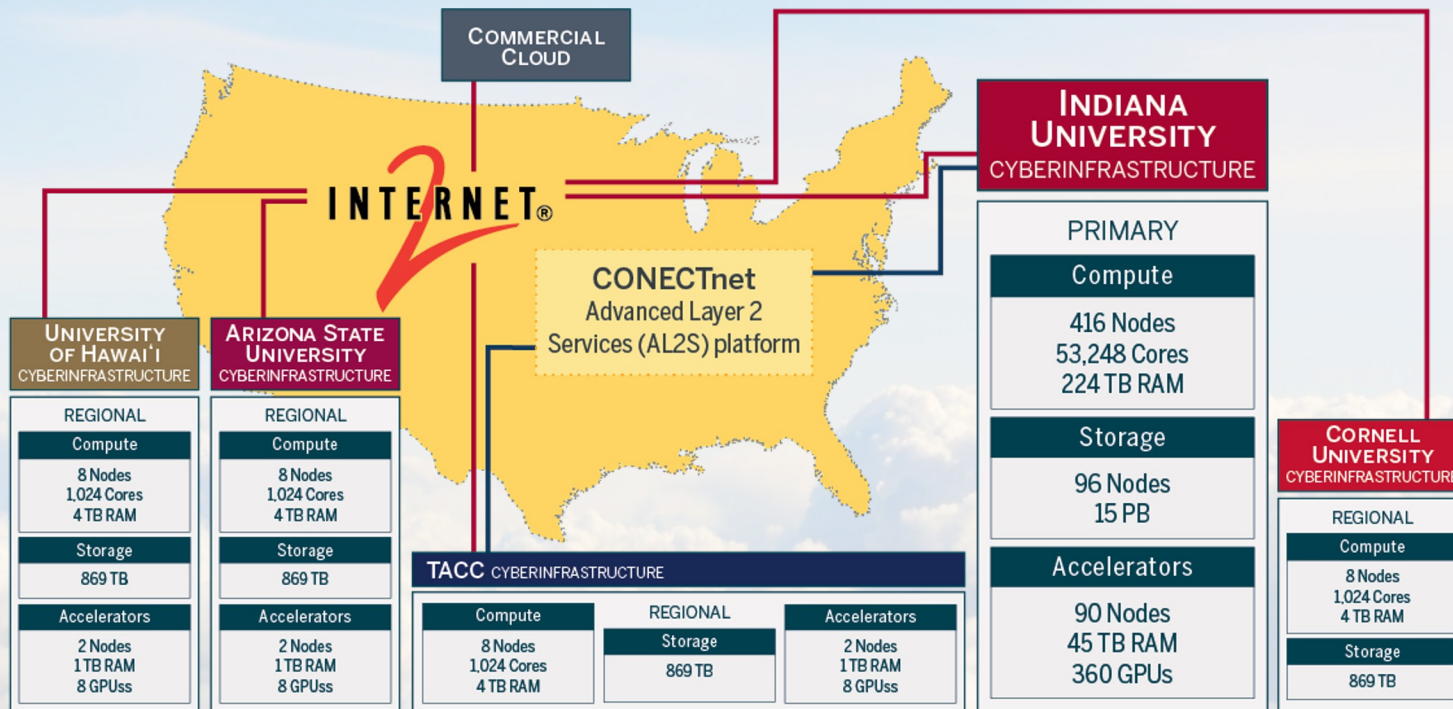 COMMERCIAL
CLOUD
INTERNET®
2
CONECTnet
Advanced Layer 2
Services (AL2S) platform
INDIANA
UNIVERSITY
CYBERINFRASTRUCTURE
PRIMARY
Compute
416 Nodes
53,248 Cores
224 TB RAM
Storage
96 Nodes
15 PB
Accelerators
90 Nodes
45 TB RAM
360 GPUs
UNIVERSITY
OF HAWAI‘I
CYBERINFRASTRUCTURE
REGIONAL
Compute
8 Nodes
1,024 Cores
4 TB RAM
Storage
869 TB
Accelerators
2 Nodes
1 TB RAM
8 GPUss
ARIZONA STATE
UNIVERSITY
CYBERINFRASTRUCTURE
REGIONAL
Compute
8 Nodes
1,024 Cores
4 TB RAM
Storage
869 TB
Accelerators
2 Nodes
1 TB RAM
8 GPUss
TACC CYBERINFRASTRUCTURE
REGIONAL
Compute
8 Nodes
1,024 Cores
4 TB RAM
Storage
869 TB
Accelerators
2 Nodes
1 TB RAM
8 GPUss
CORNELL
UNIVERSITY
CYBERINFRASTRUCTURE
REGIONAL
Compute
8 Nodes
1,024 Cores
4 TB RAM
Storage
869 TB